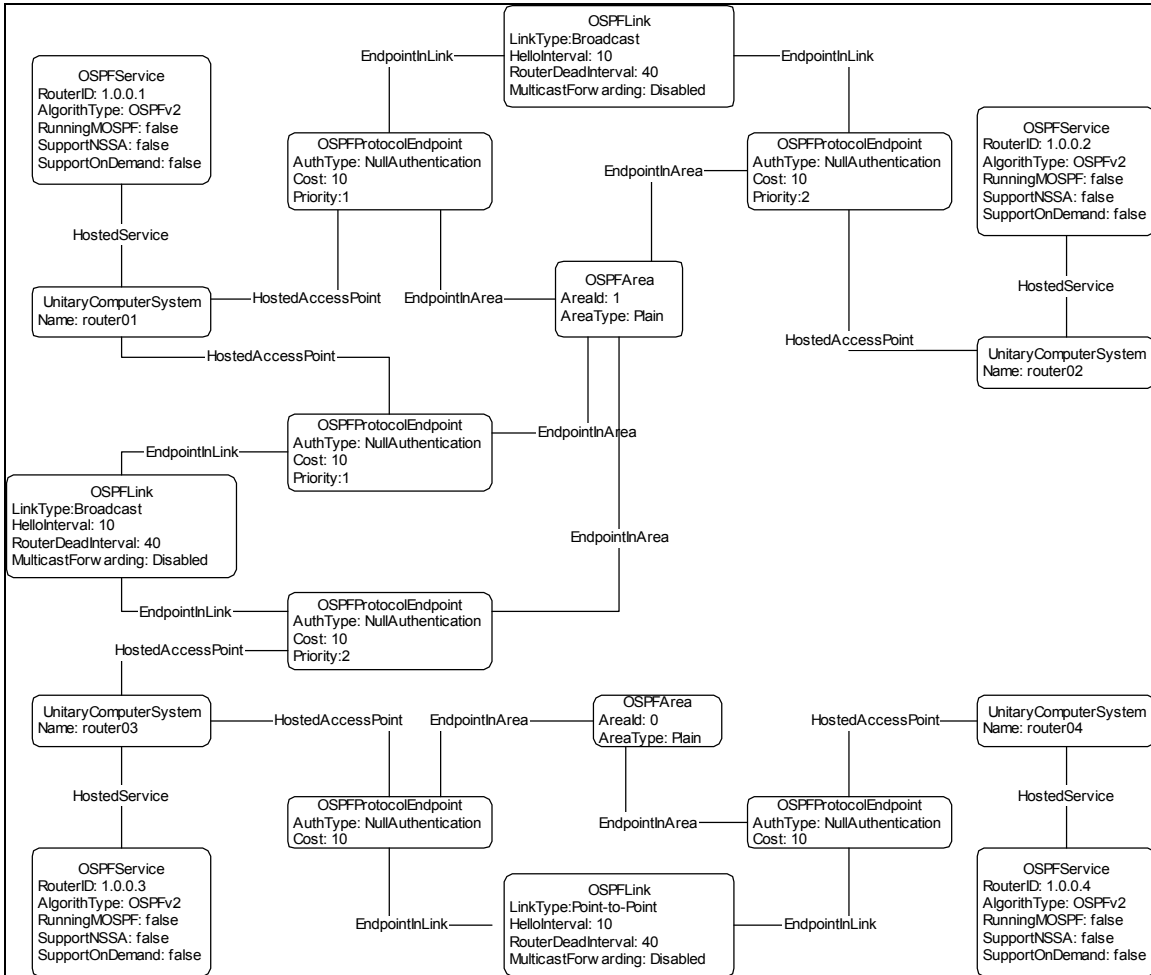 OSPFLink
LinkType:Broadcast
HelloInterval: 10
RouterDeadInterval: 40
MulticastForwarding: Disabled
EndpointInLink
EndpointInLink
OSPFService
RouterID: 1.0.0.1
AlgorithType: OSPFv2
RunningMOSPF: false
SupportNSSA: false
SupportOnDemand: false
OSPFProtocolEndpoint
AuthType: NullAuthentication
Cost: 10
Priority:1
EndpointInArea
OSPFProtocolEndpoint
AuthType: NullAuthentication
Cost: 10
Priority:2
OSPFService
RouterID: 1.0.0.2
AlgorithType: OSPFv2
RunningMOSPF: false
SupportNSSA: false
SupportOnDemand: false
HostedService
UnitaryComputerSystem
Name: router01
HostedAccessPoint
EndpointInArea
OSPFArea
AreaId: 1
AreaType: Plain
HostedService
HostedAccessPoint
UnitaryComputerSystem
Name: router02
HostedAccessPoint
OSPFProtocolEndpoint
AuthType: NullAuthentication
Cost: 10
Priority:1
EndpointInArea
EndpointInLink
OSPFLink
LinkType:Broadcast
HelloInterval: 10
RouterDeadInterval: 40
MulticastForwarding: Disabled
EndpointInArea
EndpointInLink
OSPFProtocolEndpoint
AuthType: NullAuthentication
Cost: 10
Priority:2
HostedAccessPoint
UnitaryComputerSystem
Name: router03
HostedAccessPoint
EndpointInArea
OSPFArea
AreaId: 0
AreaType: Plain
HostedAccessPoint
UnitaryComputerSystem
Name: router04
HostedService
OSPFProtocolEndpoint
AuthType: NullAuthentication
Cost: 10
EndpointInArea
OSPFProtocolEndpoint
AuthType: NullAuthentication
Cost: 10
HostedService
OSPFService
RouterID: 1.0.0.3
AlgorithType: OSPFv2
RunningMOSPF: false
SupportNSSA: false
SupportOnDemand: false
EndpointInLink
OSPFLink
LinkType:Point-to-Point
HelloInterval: 10
RouterDeadInterval: 40
MulticastForwarding: Disabled
EndpointInLink
OSPFService
RouterID: 1.0.0.4
AlgorithType: OSPFv2
RunningMOSPF: false
SupportNSSA: false
SupportOnDemand: false